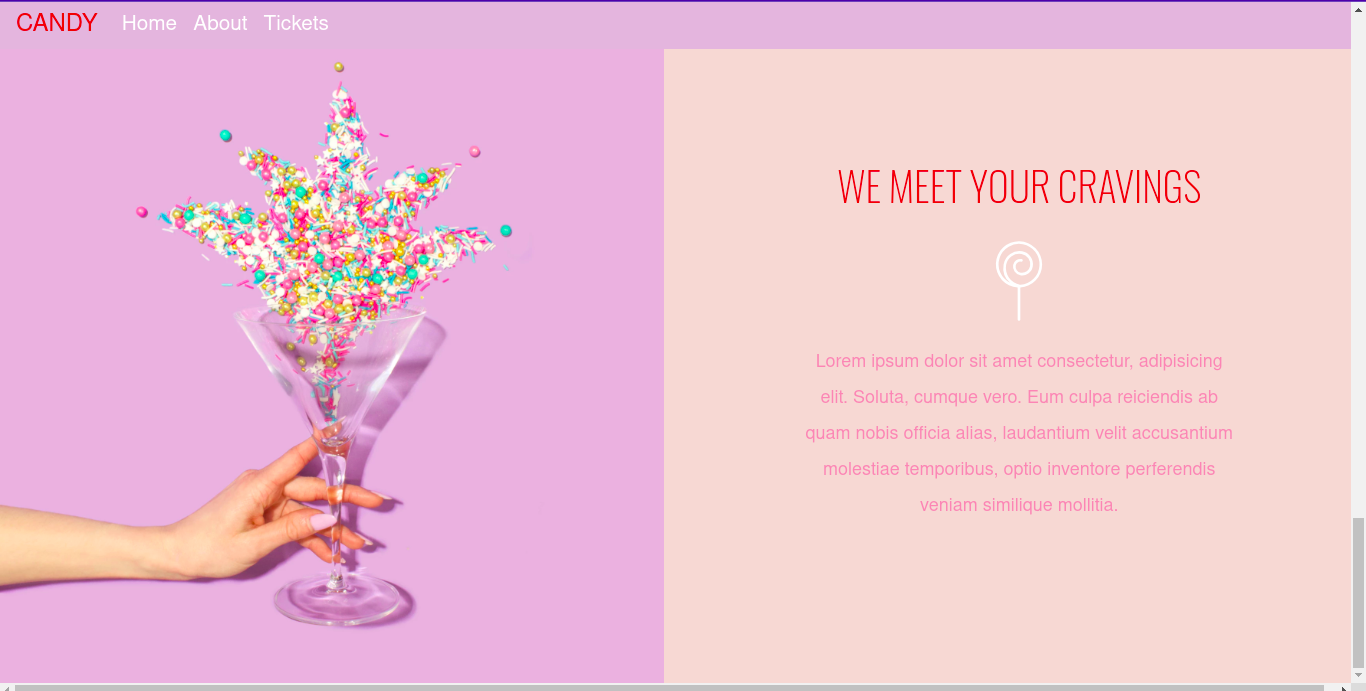 CANDY Home About Tickets
WE MEET YOUR CRAVINGS
Lorem ipsum dolor sit amet consectetur, adipisicing
elit. Soluta, cumque vero. Eum culpa reiciendis ab
quam nobis officia alias, laudantium velit accusantium
molestiae temporibus, optio inventore perferendis
veniam similique mollitia.